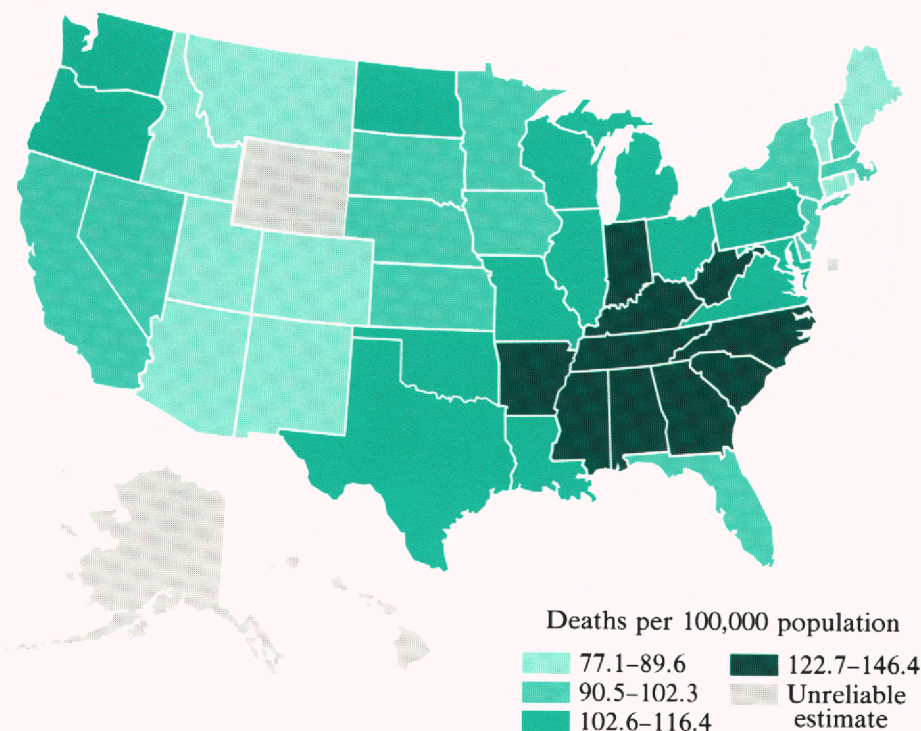 Deaths per 100,000 population
77.1–89.6
90.5–102.3
102.6–116.4
122.7–146.4
Unreliable
estimate